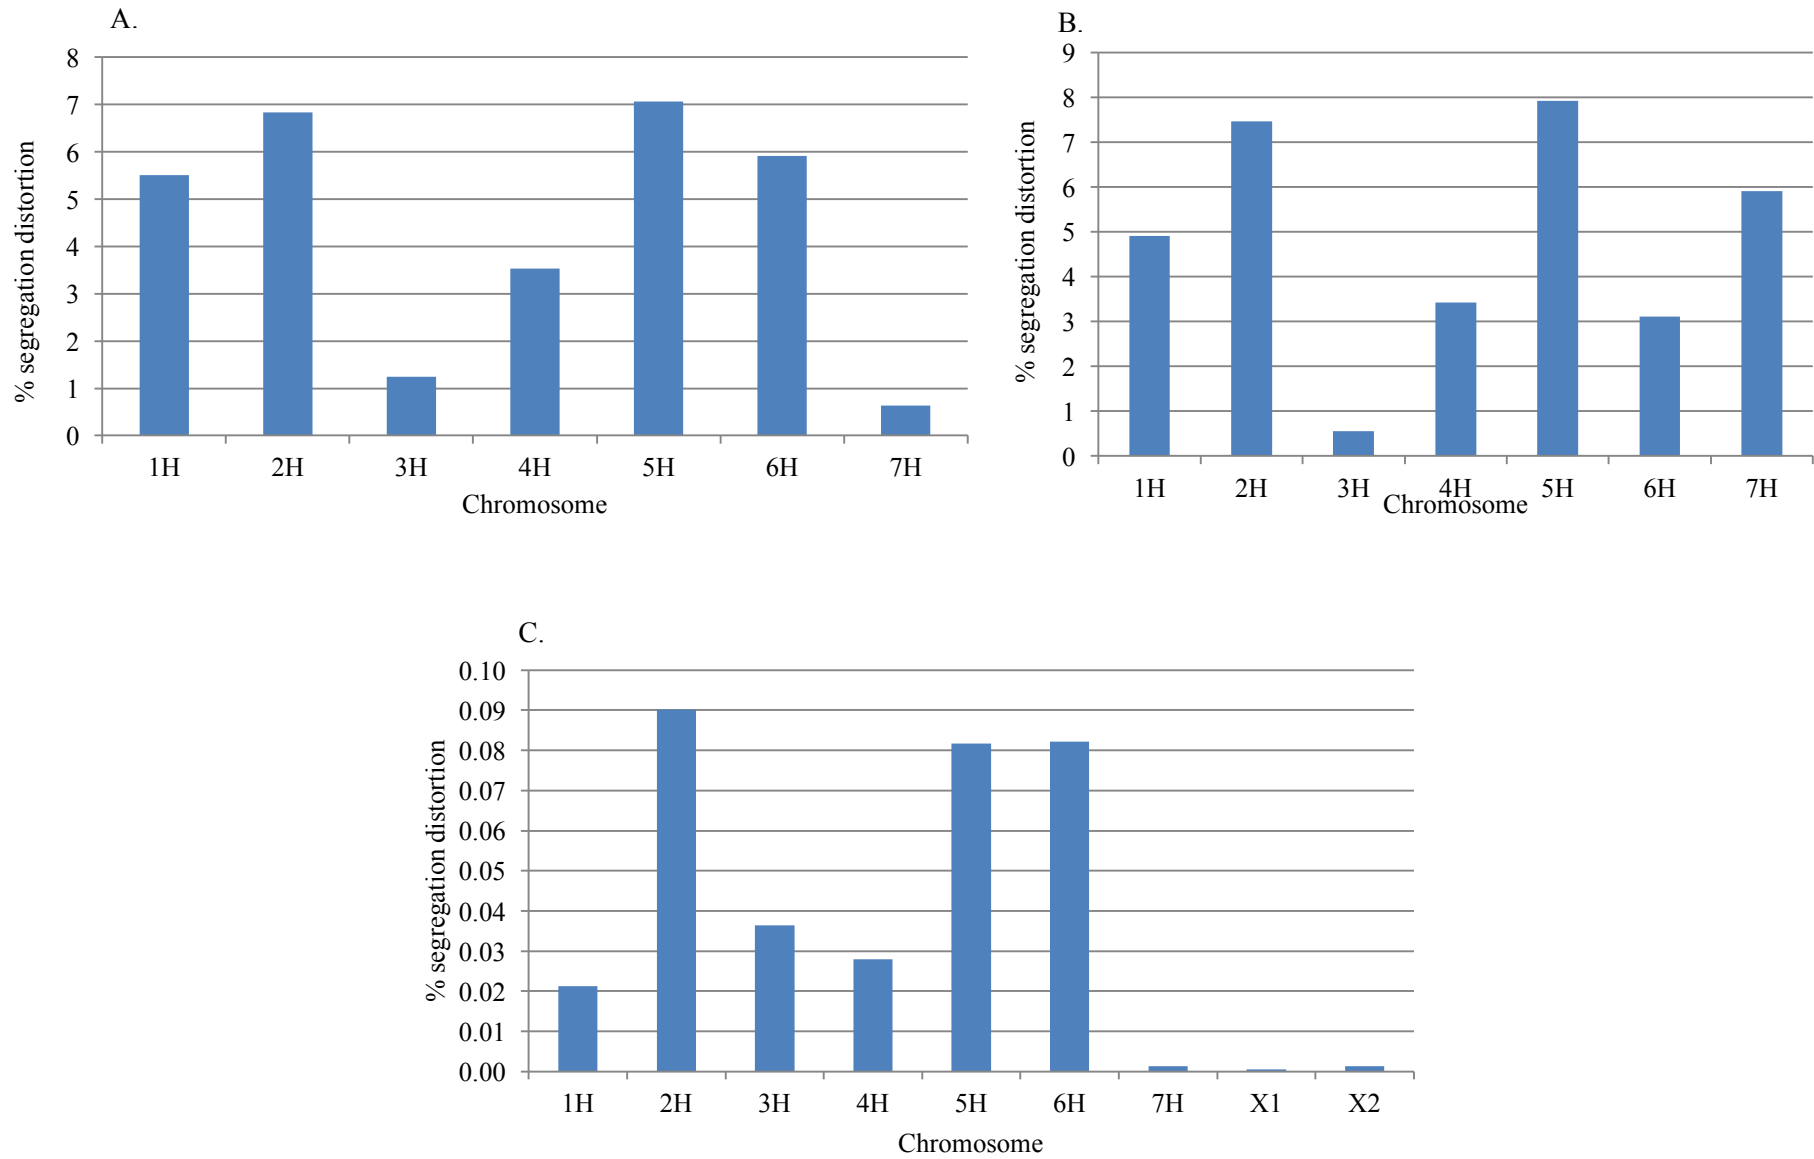 A.
8
7
6
5
4
3
2
1
0
% segregation distortion
1H 2H 3H 4H 5H 6H 7H
Chromosome
B.
9
8
7
6
5
4
3
2
1
0
% segregation distortion
1H 2H 3H 4H 5H 6H 7H
Chromosome
C.
0.10
0.09
0.08
0.07
0.06
0.05
0.04
0.03
0.02
0.01
0.00
% segregation distortion
1H 2H 3H 4H 5H 6H 7H X1 X2
Chromosome